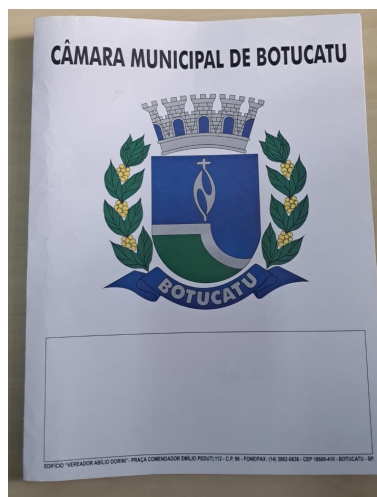 CÂMARA MUNICIPAL DE BOTUCATU
BOTUCATU
EDIFÍCIO "VEREADOR ABÍLIO DORINI" - PRAÇA COMENDADOR EMÍLIO PEDUTI, 112 - C.P. 96 - FONE/FAX: (14) 3882-0636 - CEP 18600-410 - BOTUCATU - SP